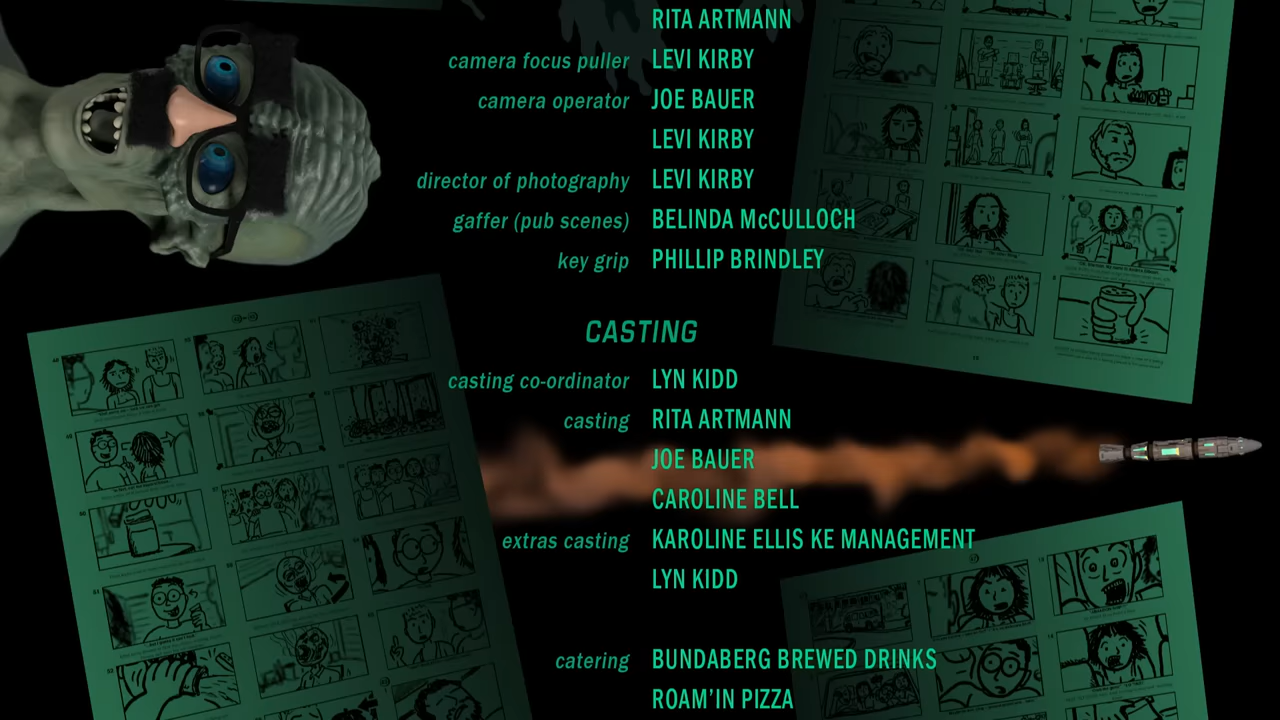 RITA ARTMANN
camera focus puller LEVI KIRBY
camera operator JOE BAUER
LEVI KIRBY
director of photography LEVI KIRBY
gaffer (pub scenes) BELINDA McCULLOCH
key grip PHILLIP BRINDLEY
CASTING
casting co-ordinator LYN KIDD
casting RITA ARTMANN
JOE BAUER
CAROLINE BELL
extras casting KAROLINE ELLIS KE MANAGEMENT
LYN KIDD
catering BUNDABERG BREWED DRINKS
ROAM'IN PIZZA